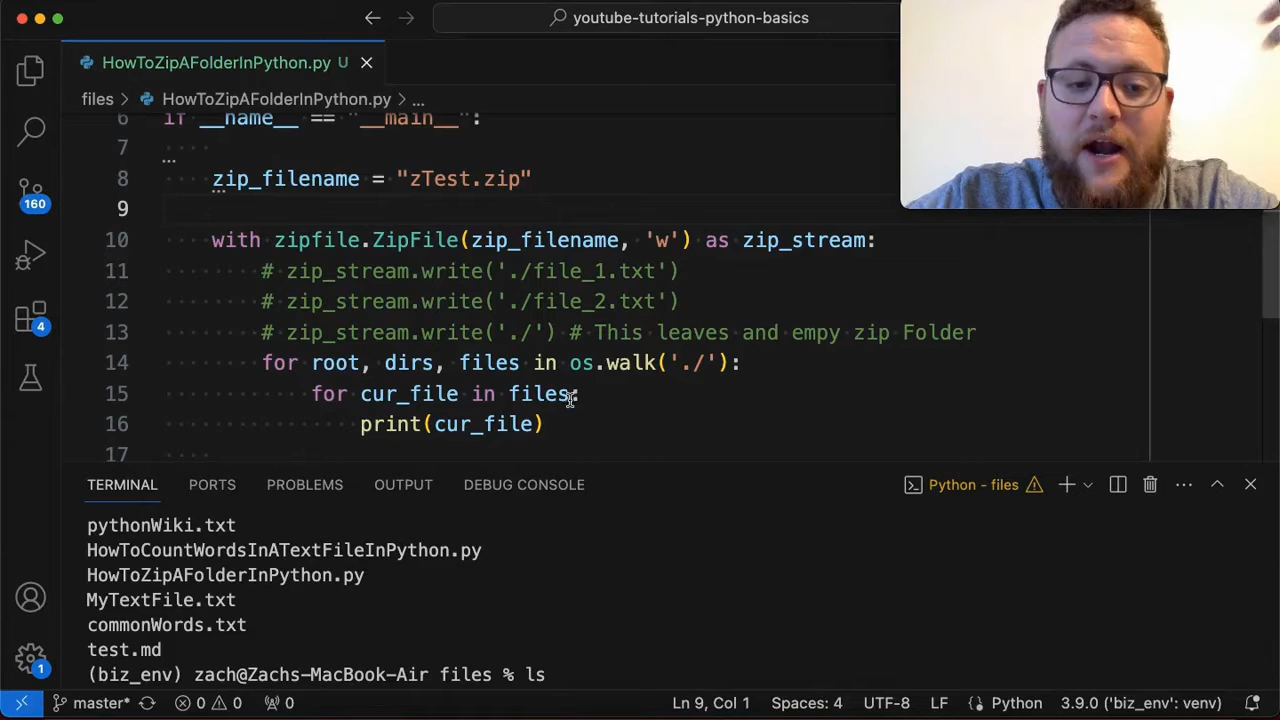 youtube-tutorials-python-basics
HowToZipAFolderInPython.py U
files > HowToZipAFolderInPython.py > ...
6 if __name__ == "__main__":
7
8 zip_filename = "zTest.zip"
9
10 with zipfile.ZipFile(zip_filename, 'w') as zip_stream:
11 # zip_stream.write('./file_1.txt')
12 # zip_stream.write('./file_2.txt')
13 # zip_stream.write('./') # This leaves and empy zip Folder
14 for root, dirs, files in os.walk('./'):
15 for cur_file in files:
16 print(cur_file)
17
160
4
TERMINAL PORTS PROBLEMS OUTPUT DEBUG CONSOLE Python - files
pythonWiki.txt
HowToCountWordsInATextFileInPython.py
HowToZipAFolderInPython.py
MyTextFile.txt
commonWords.txt
test.md
(biz_env) zach@Zachs-MacBook-Air files % ls
1
master* 0 0 0 Ln 9, Col 1 Spaces: 4 UTF-8 LF Python 3.9.0 ('biz_env': venv)